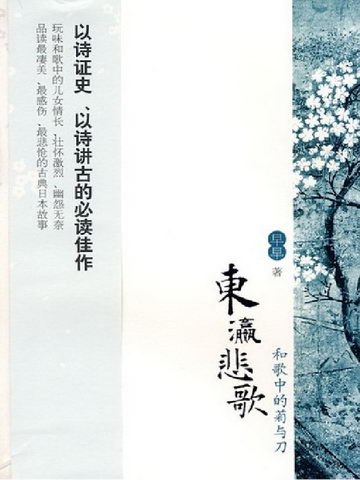 以诗证史、以诗讲古的必读佳作
玩味和歌中的儿女情长、壮怀激烈、幽怨无奈
品读最凄美、最感伤、最悲怆的古典日本故事
早早 著
東瀛悲歌
和歌中的菊与刀